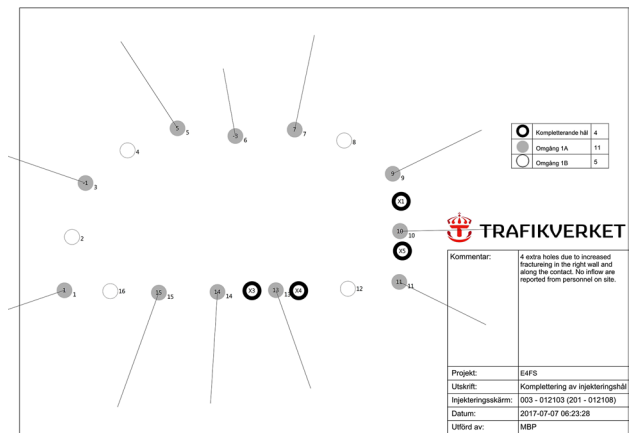 5 5
-3 6
7 7
8
4
-1 3
9 9
X1
2
10 10
X5
-1 1
16
15 15
14 14
X3
13 13
X4
12
11 11
Kompletterande hål 4
Omgång 1A 11
Omgång 1B 5
TRAFIKVERKET
Kommentar: 4 extra holes due to increased
fractureing in the right wall and
along the contact. No inflow are
reported from personnel on site.
Projekt: E4FS
Utskrift: Komplettering av injekteringshål
Injekteringsskärm: 003 - 012103 (201 - 012108)
Datum: 2017-07-07 06:23:28
Utförd av: MBP